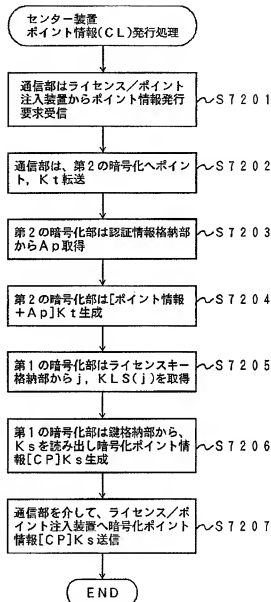 センター装置
ポイント情報(CL)発行処理
通信部はライセンス/ポイント
注入装置からポイント情報発行
要求受信
S7201
通信部は、第2の暗号化へポイン
ト，Kt転送
S7202
第2の暗号化部は認証情報格納部
からAp取得
S7203
第2の暗号化部は[ポイント情報
+Ap]Kt生成
S7204
第1の暗号化部はライセンスキー
格納部からj，KLS(j)を取得
S7205
第1の暗号化部は鍵格納部から、
Ksを読み出し暗号化ポイント情
報[CP]Ks生成
S7206
通信部を介して、ライセンス/ポ
イント注入装置へ暗号化ポイント
情報[CP]Ks送信
S7207
END